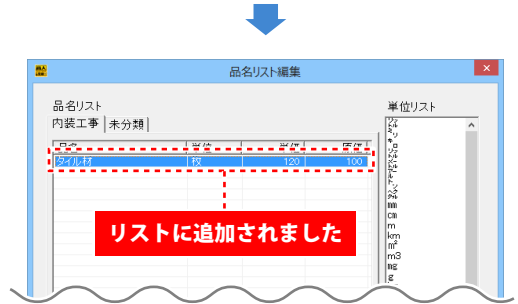 品名リスト編集
品名リスト
単位リスト
内装工事 未分類
タイル材 枚 120 100
リストに追加されました
mm
cm
m
km
m²
m3
mg
g